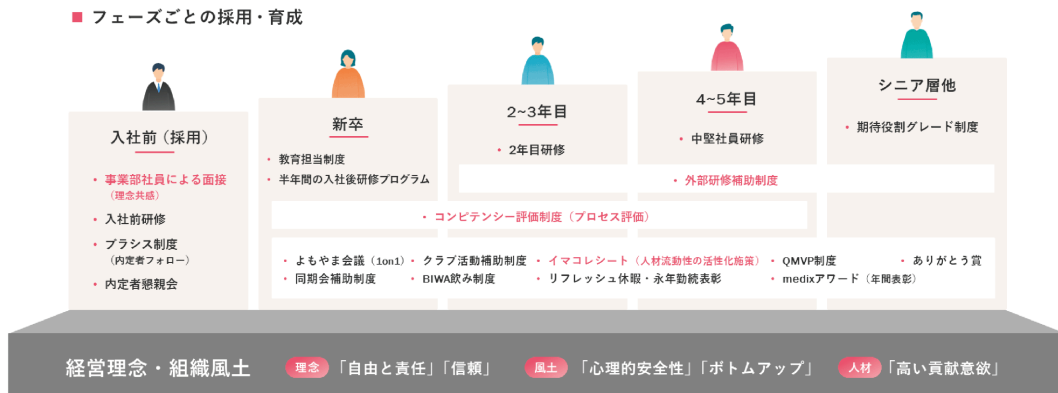 フェーズごとの採用・育成
入社前（採用）
・事業部社員による面接
（理念共感）
・入社前研修
・ブラシス制度
（内定者フォロー）
・内定者懇親会
新卒
・教育担当制度
・半年間の入社後研修プログラム
2~3年目
・2年目研修
4~5年目
・中堅社員研修
シニア層他
・期待役割グレード制度
・外部研修補助制度
・コンピテンシー評価制度（プロセス評価）
・よもやま会議（1on1）・クラブ活動補助制度 ・イマコレシート（人材流動性の活性化施策）・QMVP制度 ・ありがとう賞
・同期会補助制度 ・BIWA飲み制度 ・リフレッシュ休暇・永年勤続表彰 ・medixアワード（年間表彰）
経営理念・組織風土 理念「自由と責任」「信頼」 風土「心理的安全性」「ボトムアップ」 人材「高い貢献意欲」